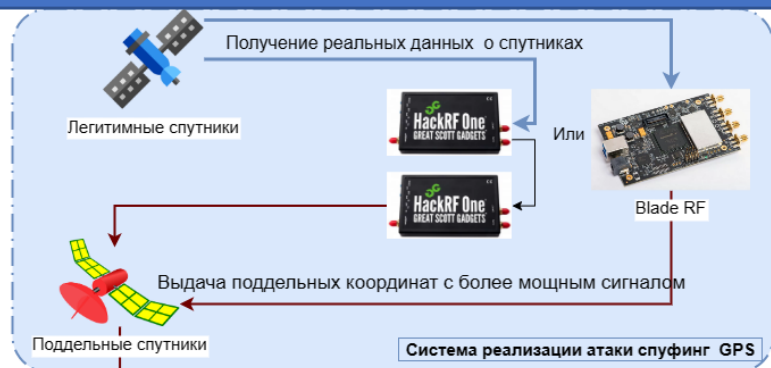 Получение реальных данных о спутниках
Легитимные спутники
HackRF One
GREAT SCOTT GADGETS
Или
HackRF One
GREAT SCOTT GADGETS
Blade RF
Выдача поддельных координат с более мощным сигналом
Поддельные спутники
Система реализации атаки спуфинг GPS